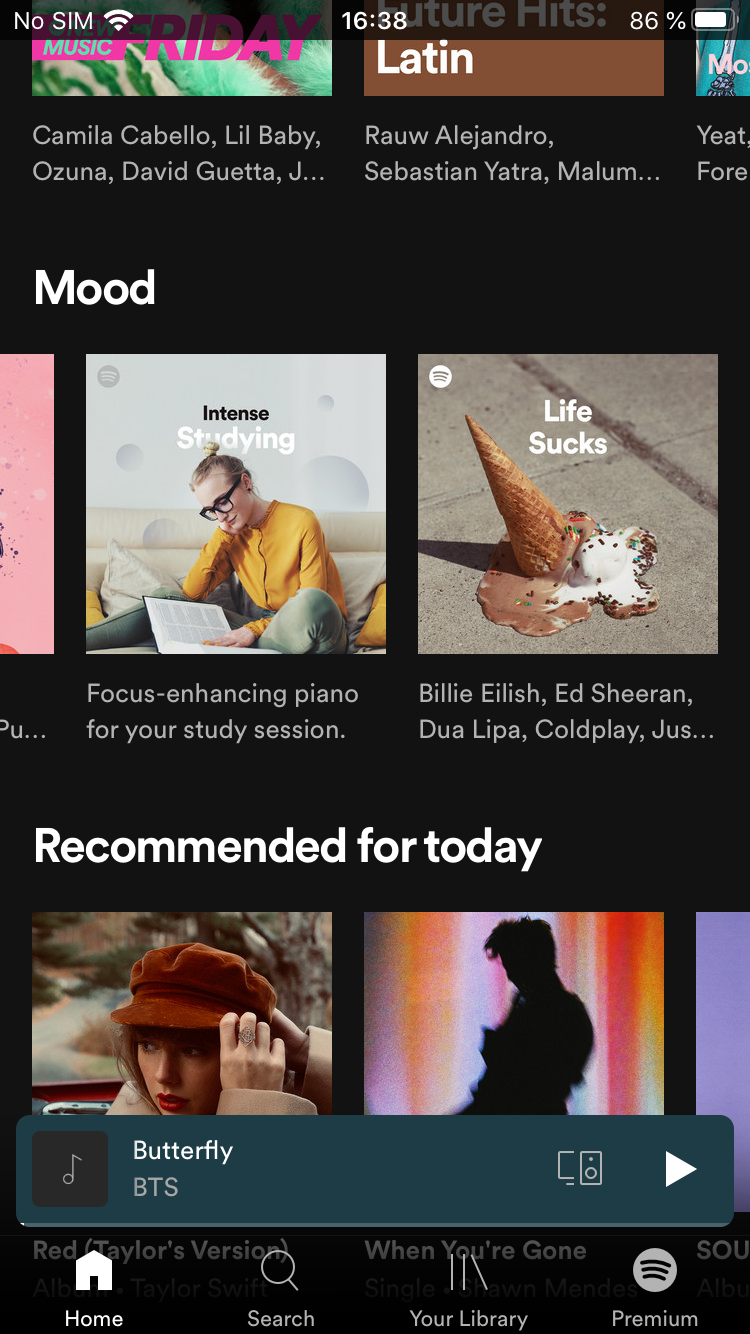 No SIM 16:38 86 %
NEW
MUSIC FRIDAY
Future Hits:
Latin
Mos
Camila Cabello, Lil Baby,
Ozuna, David Guetta, J...
Rauw Alejandro,
Sebastian Yatra, Malum...
Yeat,
Fore
Mood
Intense
Studying
Life
Sucks
Pu...
Focus-enhancing piano
for your study session.
Billie Eilish, Ed Sheeran,
Dua Lipa, Coldplay, Jus...
Recommended for today
Butterfly
BTS
Red (Taylor's Version)
Album • Taylor Swift
When You're Gone
Single • Shawn Mendes
SOU
Albu
Home
Search
Your Library
Premium